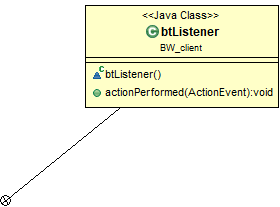 <<Java Class>>
btListener
BW_client
btListener()
actionPerformed(ActionEvent):void